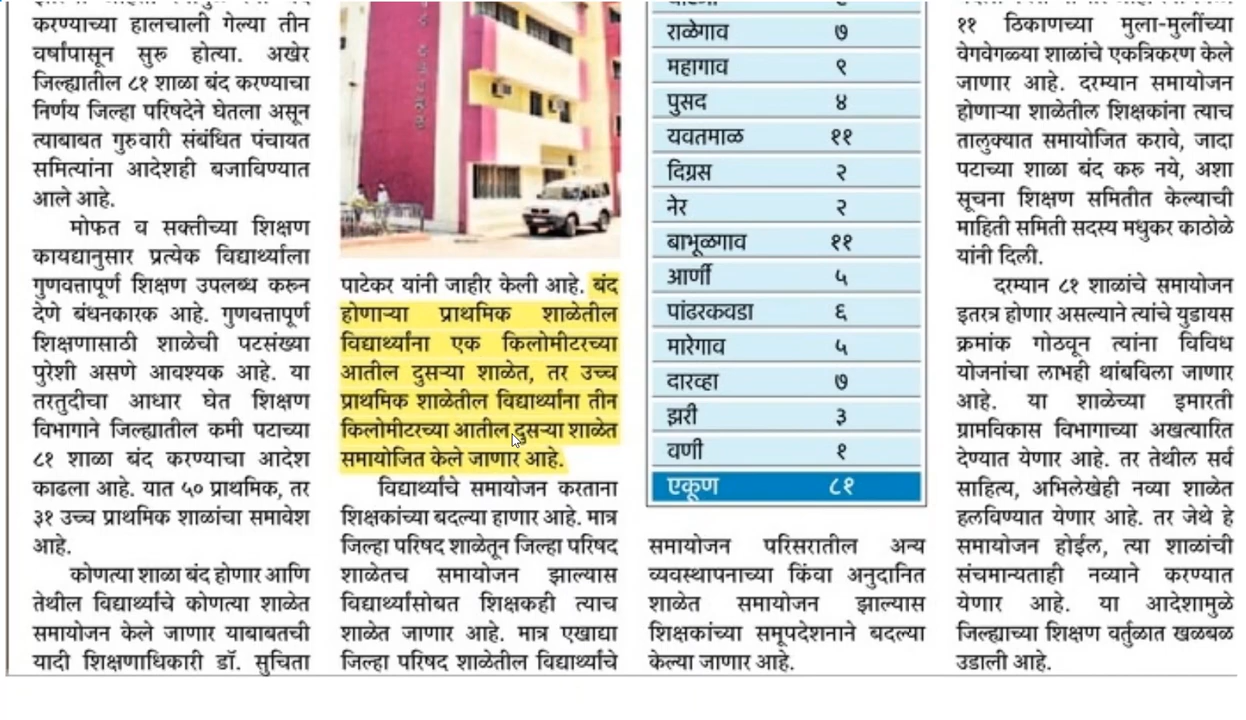 करण्याच्या हालचाली गेल्या तीन
वर्षांपासून सुरू होत्या. अखेर
जिल्ह्यातील ८१ शाळा बंद करण्याचा
निर्णय जिल्हा परिषदेने घेतला असून
त्याबाबत गुरुवारी संबंधित पंचायत
समित्यांना आदेशही बजाविण्यात
आले आहे.
मोफत व सक्तीच्या शिक्षण
कायद्यानुसार प्रत्येक विद्यार्थ्याला
गुणवत्तापूर्ण शिक्षण उपलब्ध करून
देणे बंधनकारक आहे. गुणवत्तापूर्ण
शिक्षणासाठी शाळेची पटसंख्या
पुरेशी असणे आवश्यक आहे. या
तरतुदीचा आधार घेत शिक्षण
विभागाने जिल्ह्यातील कमी पटाच्या
८१ शाळा बंद करण्याचा आदेश
काढला आहे. यात ५० प्राथमिक, तर
३१ उच्च प्राथमिक शाळांचा समावेश
आहे.
कोणत्या शाळा बंद होणार आणि
तेथील विद्यार्थ्यांचे कोणत्या शाळेत
समायोजन केले जाणार याबाबतची
यादी शिक्षणाधिकारी डॉ. सुचिता
पाटेकर यांनी जाहीर केली आहे. बंद
होणाऱ्या प्राथमिक शाळेतील
विद्यार्थ्यांना एक किलोमीटरच्या
आतील दुसऱ्या शाळेत, तर उच्च
प्राथमिक शाळेतील विद्यार्थ्यांना तीन
किलोमीटरच्या आतील दुसऱ्या शाळेत
समायोजित केले जाणार आहे.
विद्यार्थ्यांचे समायोजन करताना
शिक्षकांच्या बदल्या हाणार आहे. मात्र
जिल्हा परिषद शाळेतून जिल्हा परिषद
शाळेतच समायोजन झाल्यास
विद्यार्थ्यांसोबत शिक्षकही त्याच
शाळेत जाणार आहे. मात्र एखाद्या
जिल्हा परिषद शाळेतील विद्यार्थ्यांचे
राळेगाव ७
महागाव ९
पुसद ४
यवतमाळ ११
दिग्रस २
नेर २
बाभूळगाव ११
आर्णी ५
पांढरकवडा ६
मारेगाव ५
दारव्हा ७
झरी ३
वणी १
एकूण ८१
समायोजन परिसरातील अन्य
व्यवस्थापनाच्या किंवा अनुदानित
शाळेत समायोजन झाल्यास
शिक्षकांच्या समूपदेशनाने बदल्या
केल्या जाणार आहे.
११ ठिकाणच्या मुला-मुलींच्या
वेगवेगळ्या शाळांचे एकत्रिकरण केले
जाणार आहे. दरम्यान समायोजन
होणाऱ्या शाळेतील शिक्षकांना त्याच
तालुक्यात समायोजित करावे, जादा
पटाच्या शाळा बंद करू नये, अशा
सूचना शिक्षण समितीत केल्याची
माहिती समिती सदस्य मधुकर काठोळे
यांनी दिली.
दरम्यान ८१ शाळांचे समायोजन
इतरत्र होणार असल्याने त्यांचे युडायस
क्रमांक गोठवून त्यांना विविध
योजनांचा लाभही थांबविला जाणार
आहे. या शाळेच्या इमारती
ग्रामविकास विभागाच्या अखत्यारित
देण्यात येणार आहे. तर तेथील सर्व
साहित्य, अभिलेखेही नव्या शाळेत
हलविण्यात येणार आहे. तर जेथे हे
समायोजन होईल, त्या शाळांची
संचमान्यताही नव्याने करण्यात
येणार आहे. या आदेशामुळे
जिल्ह्याच्या शिक्षण वर्तुळात खळबळ
उडाली आहे.